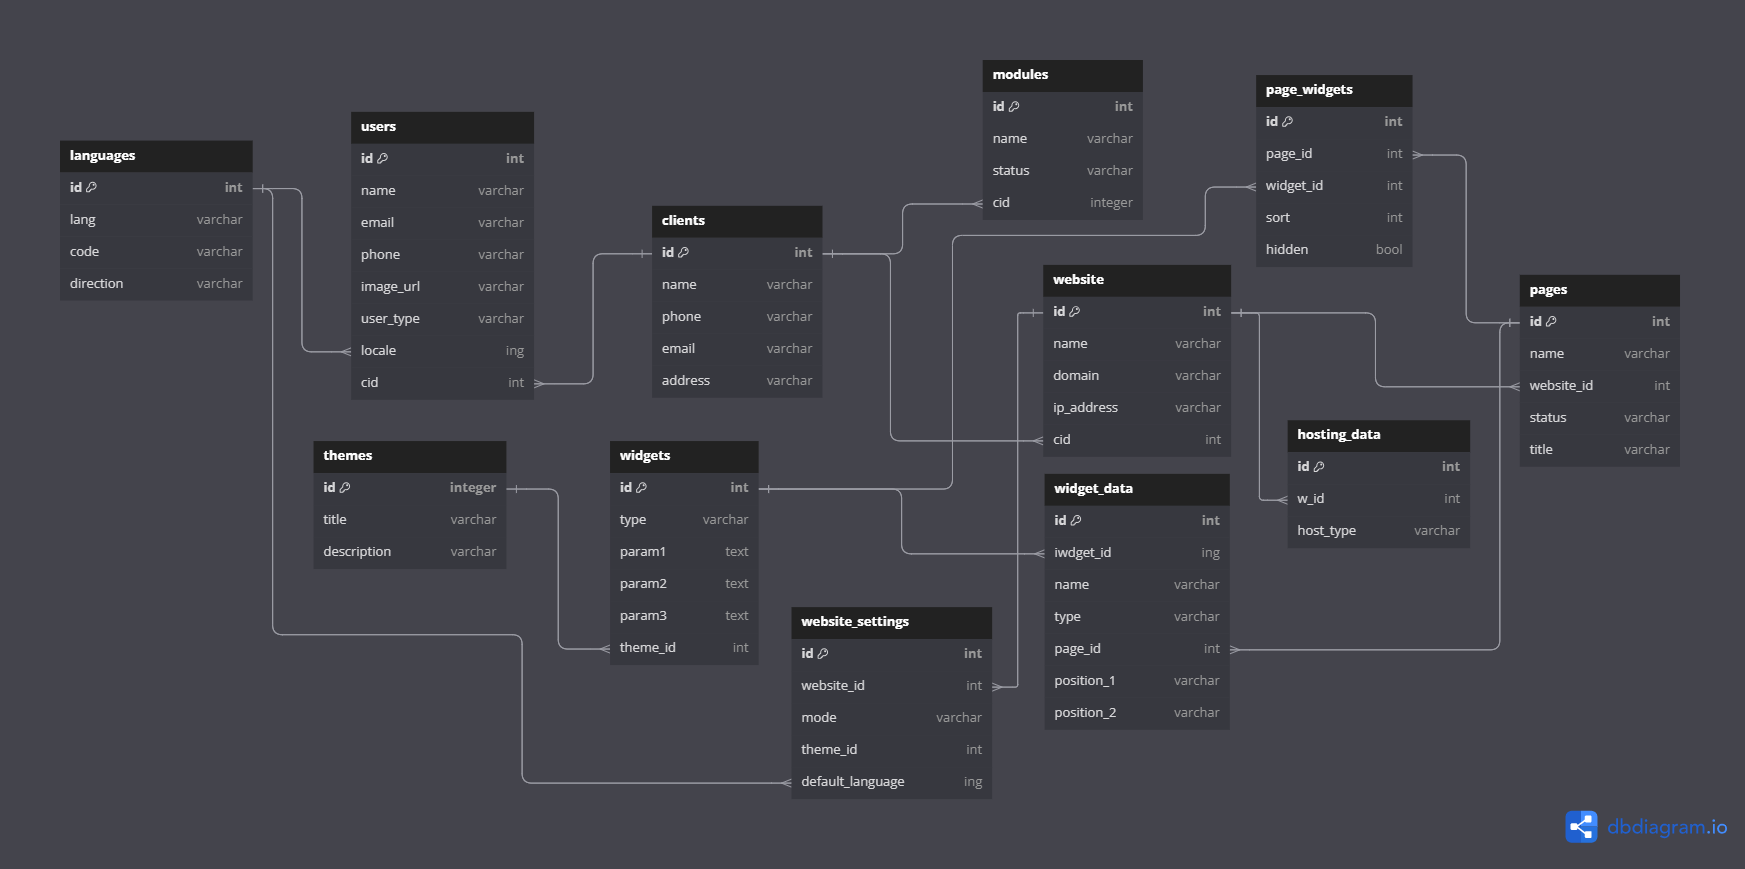 languages
id int
lang varchar
code varchar
direction varchar
users
id int
name varchar
email varchar
phone varchar
image_url varchar
user_type varchar
locale ing
cid int
clients
id int
name varchar
phone varchar
email varchar
address varchar
modules
id int
name varchar
status varchar
cid integer
page_widgets
id int
page_id int
widget_id int
sort int
hidden bool
website
id int
name varchar
domain varchar
ip_address varchar
cid int
pages
id int
name varchar
website_id int
status varchar
title varchar
hosting_data
id int
w_id int
host_type varchar
themes
id integer
title varchar
description varchar
widgets
id int
type varchar
param1 text
param2 text
param3 text
theme_id int
widget_data
id int
iwdget_id ing
name varchar
type varchar
page_id int
position_1 varchar
position_2 varchar
website_settings
id int
website_id int
mode varchar
theme_id int
default_language ing
dbdiagram.io